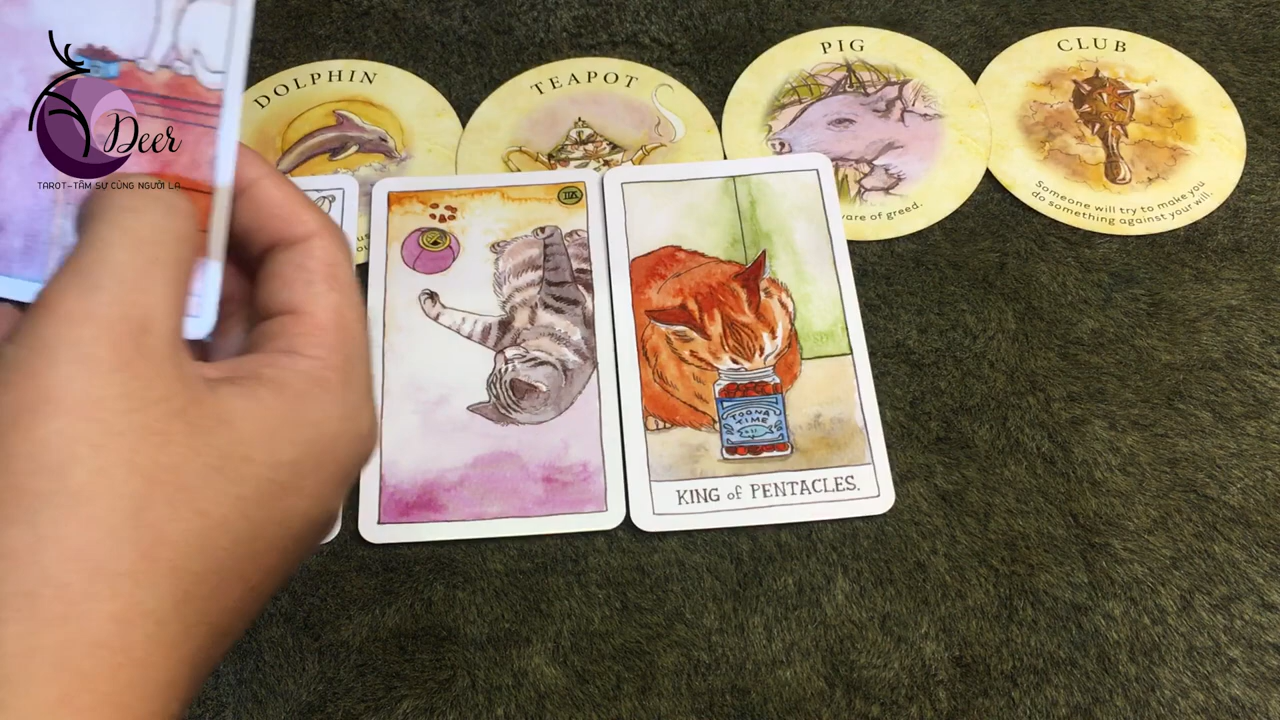 Deer
TAROT-TÂM SỰ CÙNG NGƯỜI LẠ
DOLPHIN
TEAPOT
PIG
ware of greed.
CLUB
Someone will try to make you
do something against your will.
TOONA
TIME
KING of PENTACLES.